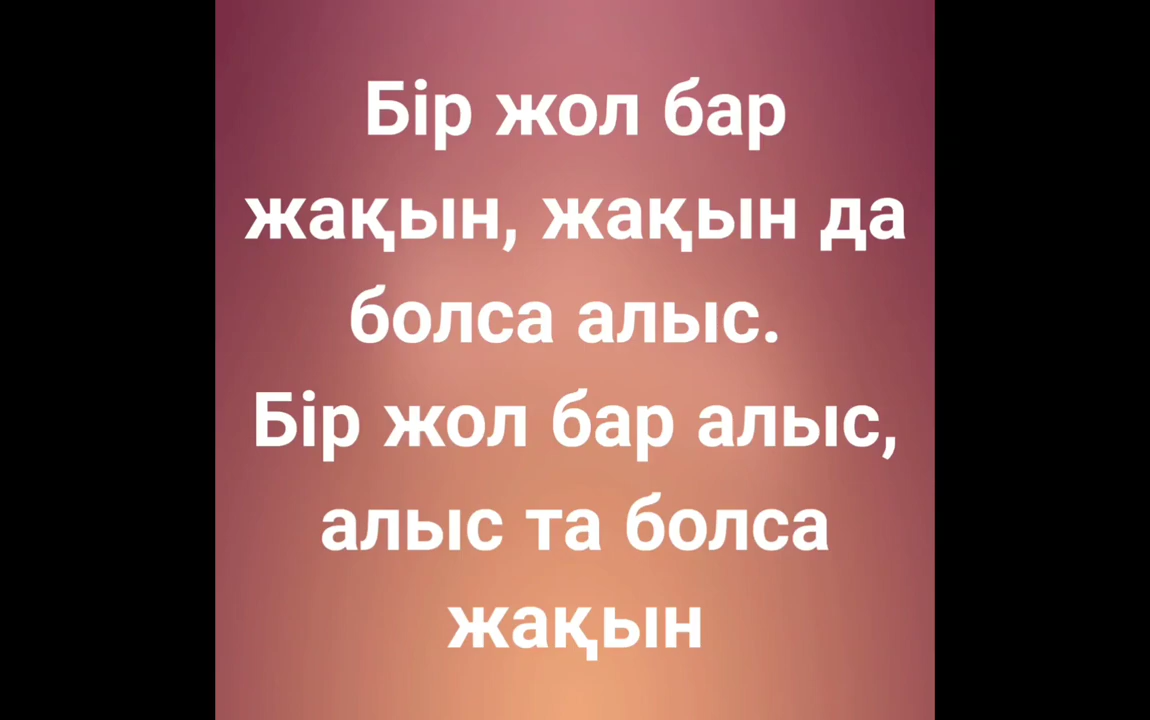 Бір жол бар
жақын, жақын да
болса алыс.
Бір жол бар алыс,
алыс та болса
жақын